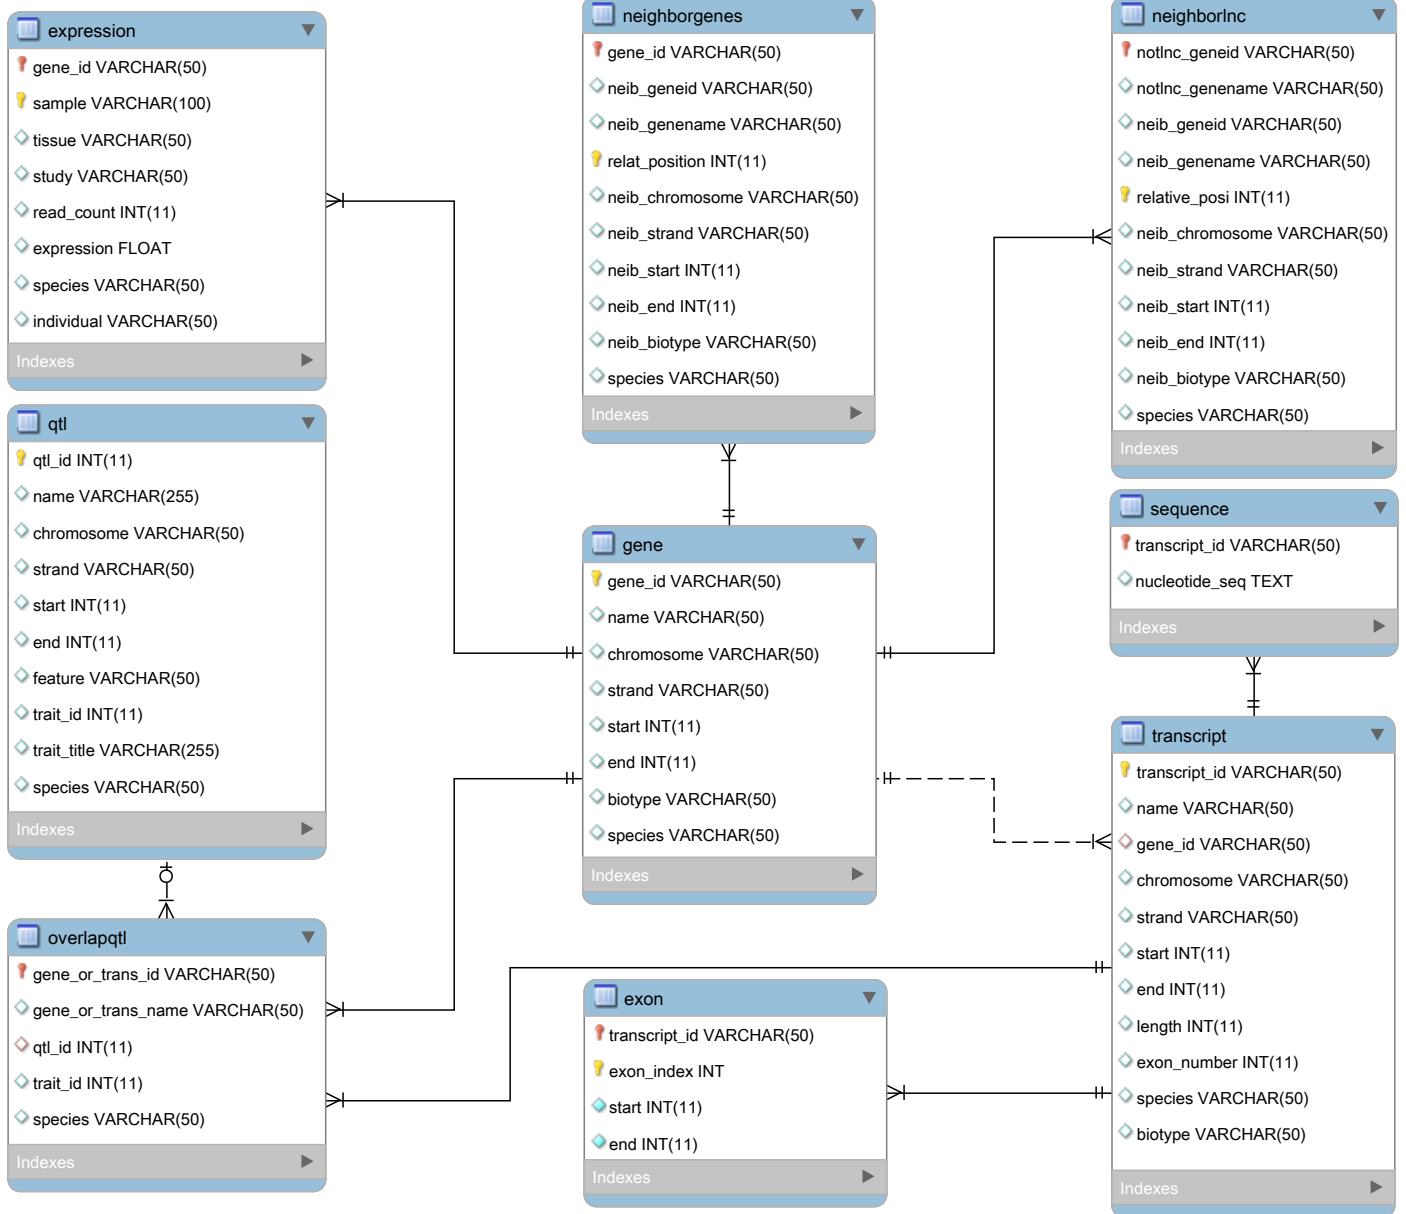 expression
gene_id VARCHAR(50)
sample VARCHAR(100)
tissue VARCHAR(50)
study VARCHAR(50)
read_count INT(11)
expression FLOAT
species VARCHAR(50)
individual VARCHAR(50)
Indexes
qtl
qtl_id INT(11)
name VARCHAR(255)
chromosome VARCHAR(50)
strand VARCHAR(50)
start INT(11)
end INT(11)
feature VARCHAR(50)
trait_id INT(11)
trait_title VARCHAR(255)
species VARCHAR(50)
Indexes
overlapqtl
gene_or_trans_id VARCHAR(50)
gene_or_trans_name VARCHAR(50)
qtl_id INT(11)
trait_id INT(11)
species VARCHAR(50)
Indexes
neighborgenes
gene_id VARCHAR(50)
neib_geneid VARCHAR(50)
neib_genename VARCHAR(50)
relat_position INT(11)
neib_chromosome VARCHAR(50)
neib_strand VARCHAR(50)
neib_start INT(11)
neib_end INT(11)
neib_biotype VARCHAR(50)
species VARCHAR(50)
Indexes
gene
gene_id VARCHAR(50)
name VARCHAR(50)
chromosome VARCHAR(50)
strand VARCHAR(50)
start INT(11)
end INT(11)
biotype VARCHAR(50)
species VARCHAR(50)
Indexes
exon
transcript_id VARCHAR(50)
exon_index INT
start INT(11)
end INT(11)
Indexes
neighborlnc
notlnc_geneid VARCHAR(50)
notlnc_genename VARCHAR(50)
neib_geneid VARCHAR(50)
neib_genename VARCHAR(50)
relative_posi INT(11)
neib_chromosome VARCHAR(50)
neib_strand VARCHAR(50)
neib_start INT(11)
neib_end INT(11)
neib_biotype VARCHAR(50)
species VARCHAR(50)
Indexes
sequence
transcript_id VARCHAR(50)
nucleotide_seq TEXT
Indexes
transcript
transcript_id VARCHAR(50)
name VARCHAR(50)
gene_id VARCHAR(50)
chromosome VARCHAR(50)
strand VARCHAR(50)
start INT(11)
end INT(11)
length INT(11)
exon_number INT(11)
species VARCHAR(50)
biotype VARCHAR(50)
Indexes